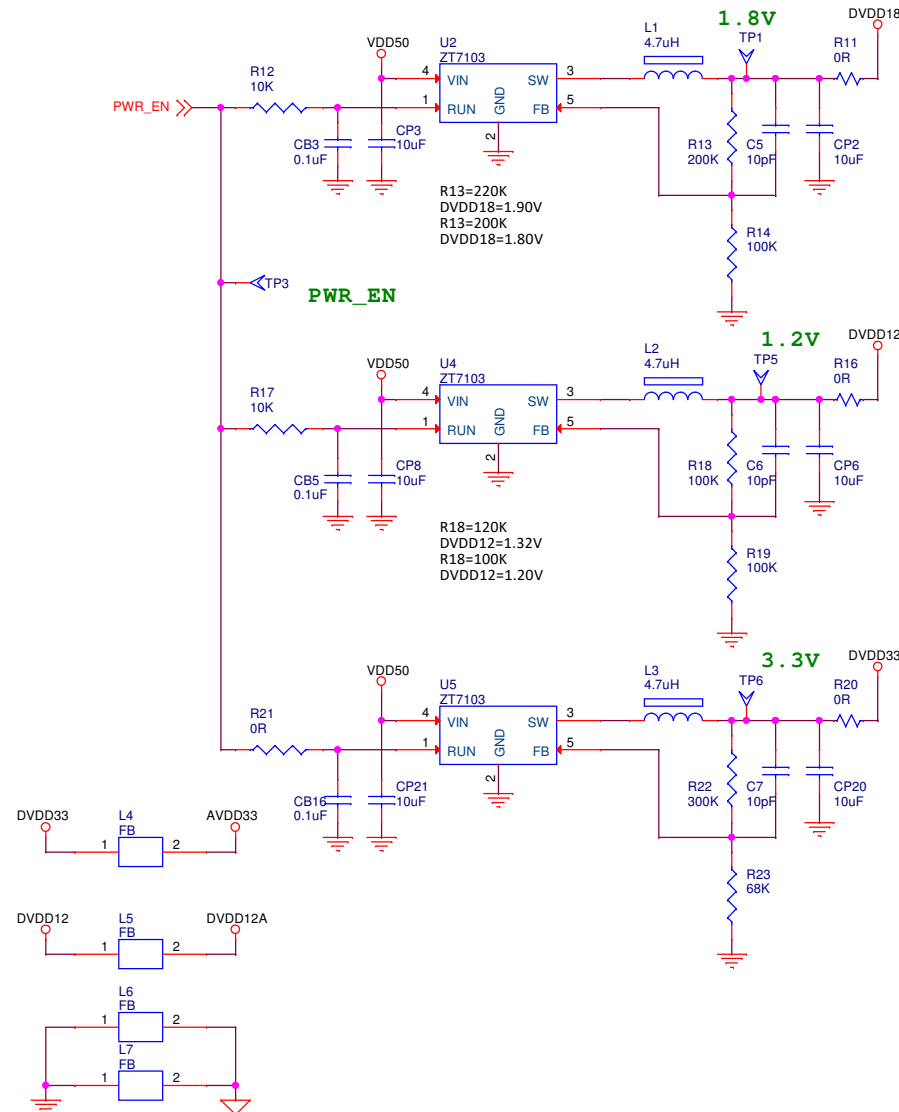 1.8V
DVDD18
L1
4.7uH
TP1
R11
0R
VDD50
U2
ZT7103
R12
10K
PWR_EN
4 VIN SW 3
1 RUN GND FB 5
2
CB3
0.1uF
CP3
10uF
R13
200K
C5
10pF
CP2
10uF
R13=220K
DVDD18=1.90V
R13=200K
DVDD18=1.80V
R14
100K
TP3
PWR_EN
1.2V
DVDD12
L2
4.7uH
TP5
R16
0R
VDD50
U4
ZT7103
R17
10K
4 VIN SW 3
1 RUN GND FB 5
2
CB5
0.1uF
CP8
10uF
R18
100K
C6
10pF
CP6
10uF
R18=120K
DVDD12=1.32V
R18=100K
DVDD12=1.20V
R19
100K
3.3V
DVDD33
L3
4.7uH
TP6
R20
0R
VDD50
U5
ZT7103
R21
0R
4 VIN SW 3
1 RUN GND FB 5
2
CB16
0.1uF
CP21
10uF
R22
300K
C7
10pF
CP20
10uF
R23
68K
DVDD33 L4 AVDD33
FB
1 2
DVDD12 L5 DVDD12A
FB
1 2
L6
FB
1 2
L7
FB
1 2